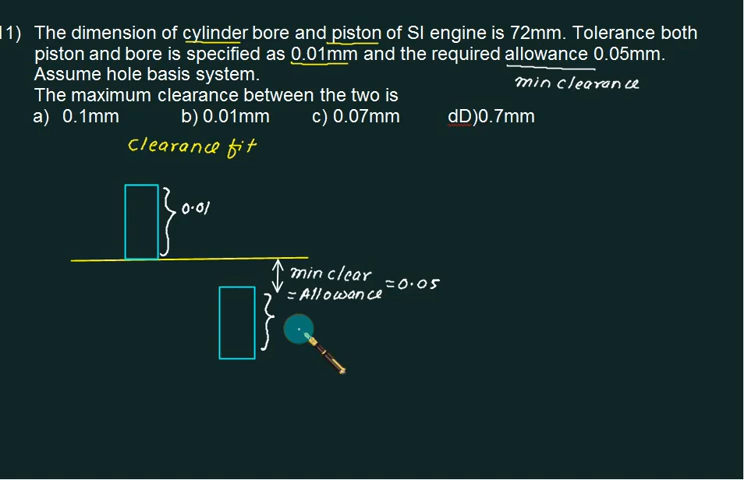 11) The dimension of cylinder bore and piston of SI engine is 72mm. Tolerance both
piston and bore is specified as 0.01mm and the required allowance 0.05mm.
Assume hole basis system.
min clearance
The maximum clearance between the two is
a) 0.1mm b) 0.01mm c) 0.07mm dD)0.7mm
Clearance fit
0.01
min clear
= Allowance = 0.05